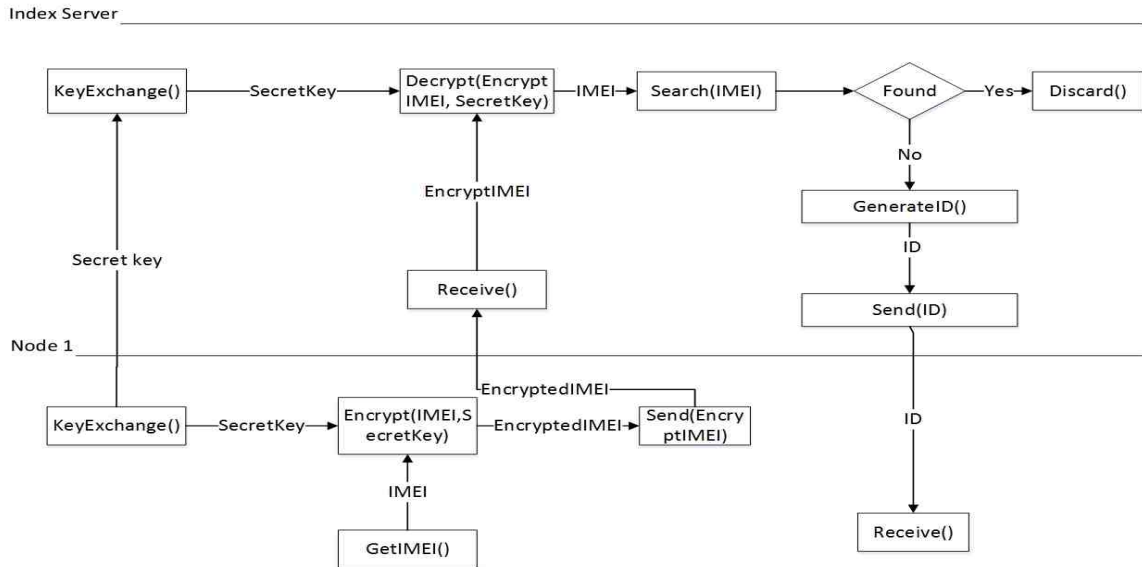 Index Server
KeyExchange()
SecretKey
Decrypt(Encrypt
IMEI, SecretKey)
IMEI
Search(IMEI)
Found
Yes
Discard()
No
EncryptIMEI
GenerateID()
ID
Secret key
Receive()
Send(ID)
Node 1
EncryptedIMEI
KeyExchange()
SecretKey
Encrypt(IMEI,S
ecretKey)
EncryptedIMEI
Send(Encry
ptIMEI)
ID
IMEI
Receive()
GetIMEI()